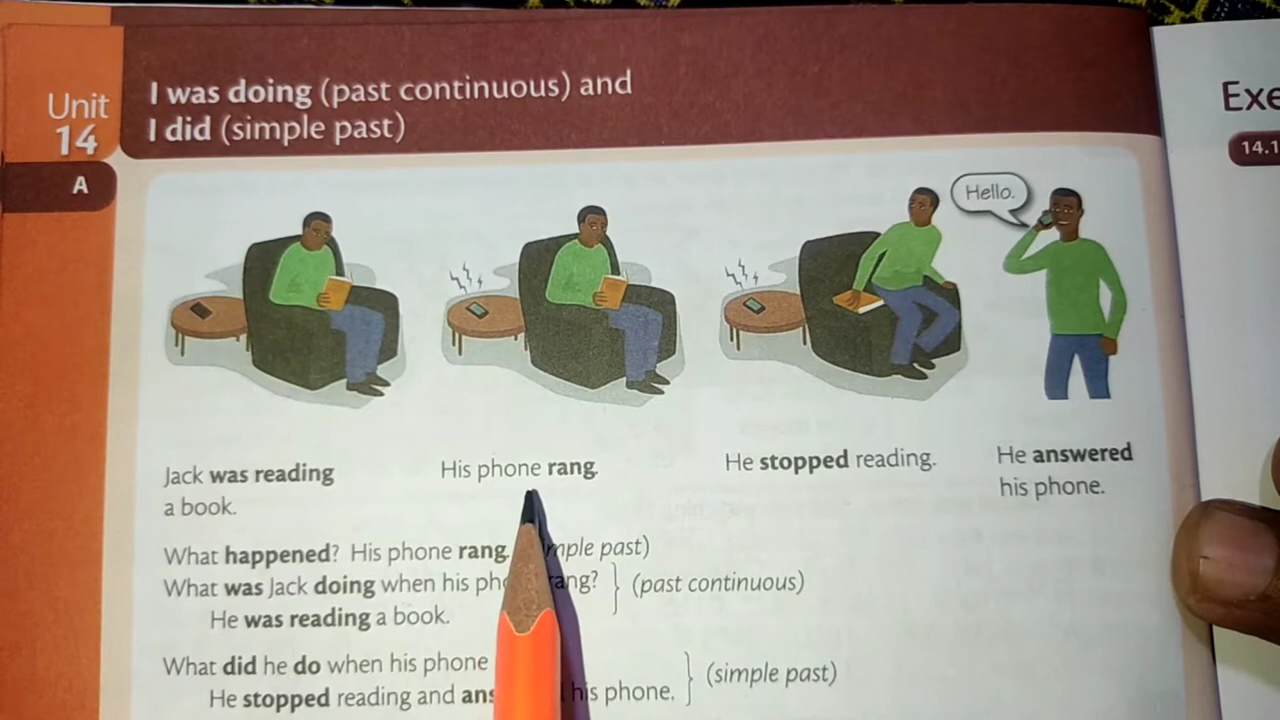 Unit
14
I was doing (past continuous) and
I did (simple past)
A
Hello.
Jack was reading
a book.
His phone rang.
He stopped reading.
He answered
his phone.
What happened? His phone rang. past)
What was Jack doing when his (past continuous)
He was reading a book.
What did he do when his phone (simple past)
He stopped reading and his phone.
14.1